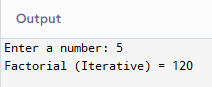 Output
Enter a number: 5
Factorial (Iterative) = 120